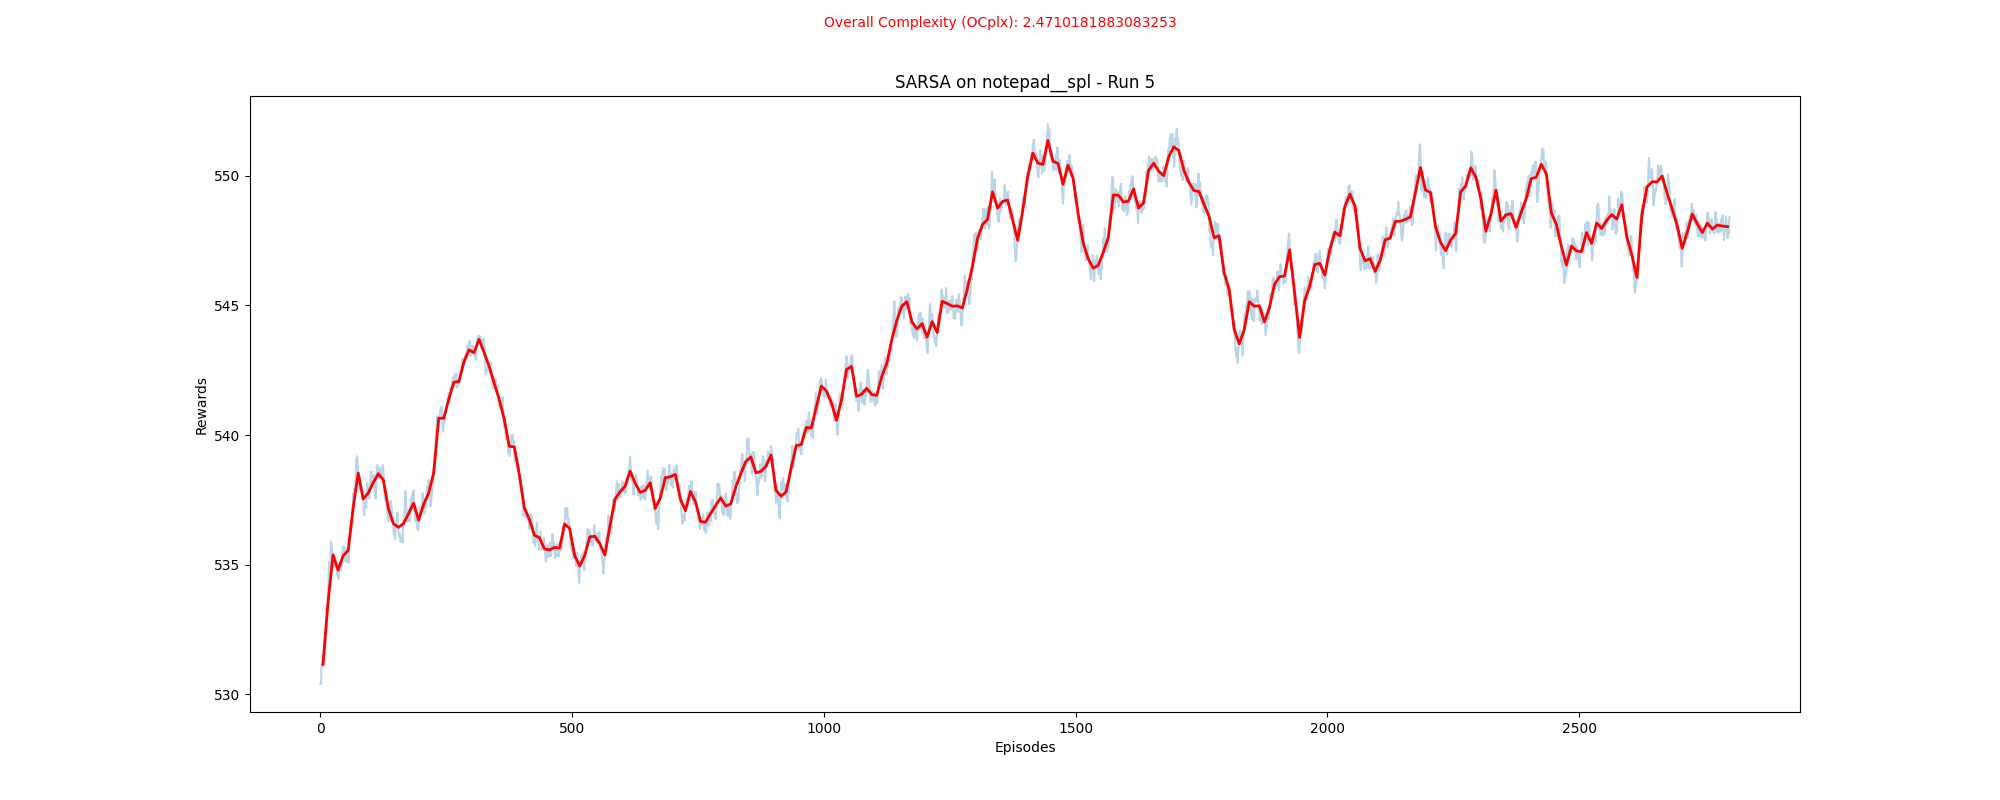 Overall Complexity (OCplx): 2.4710181883083253
SARSA on notepad__spl - Run 5
Rewards
550
545
540
535
530
0 500 1000 1500 2000 2500
Episodes